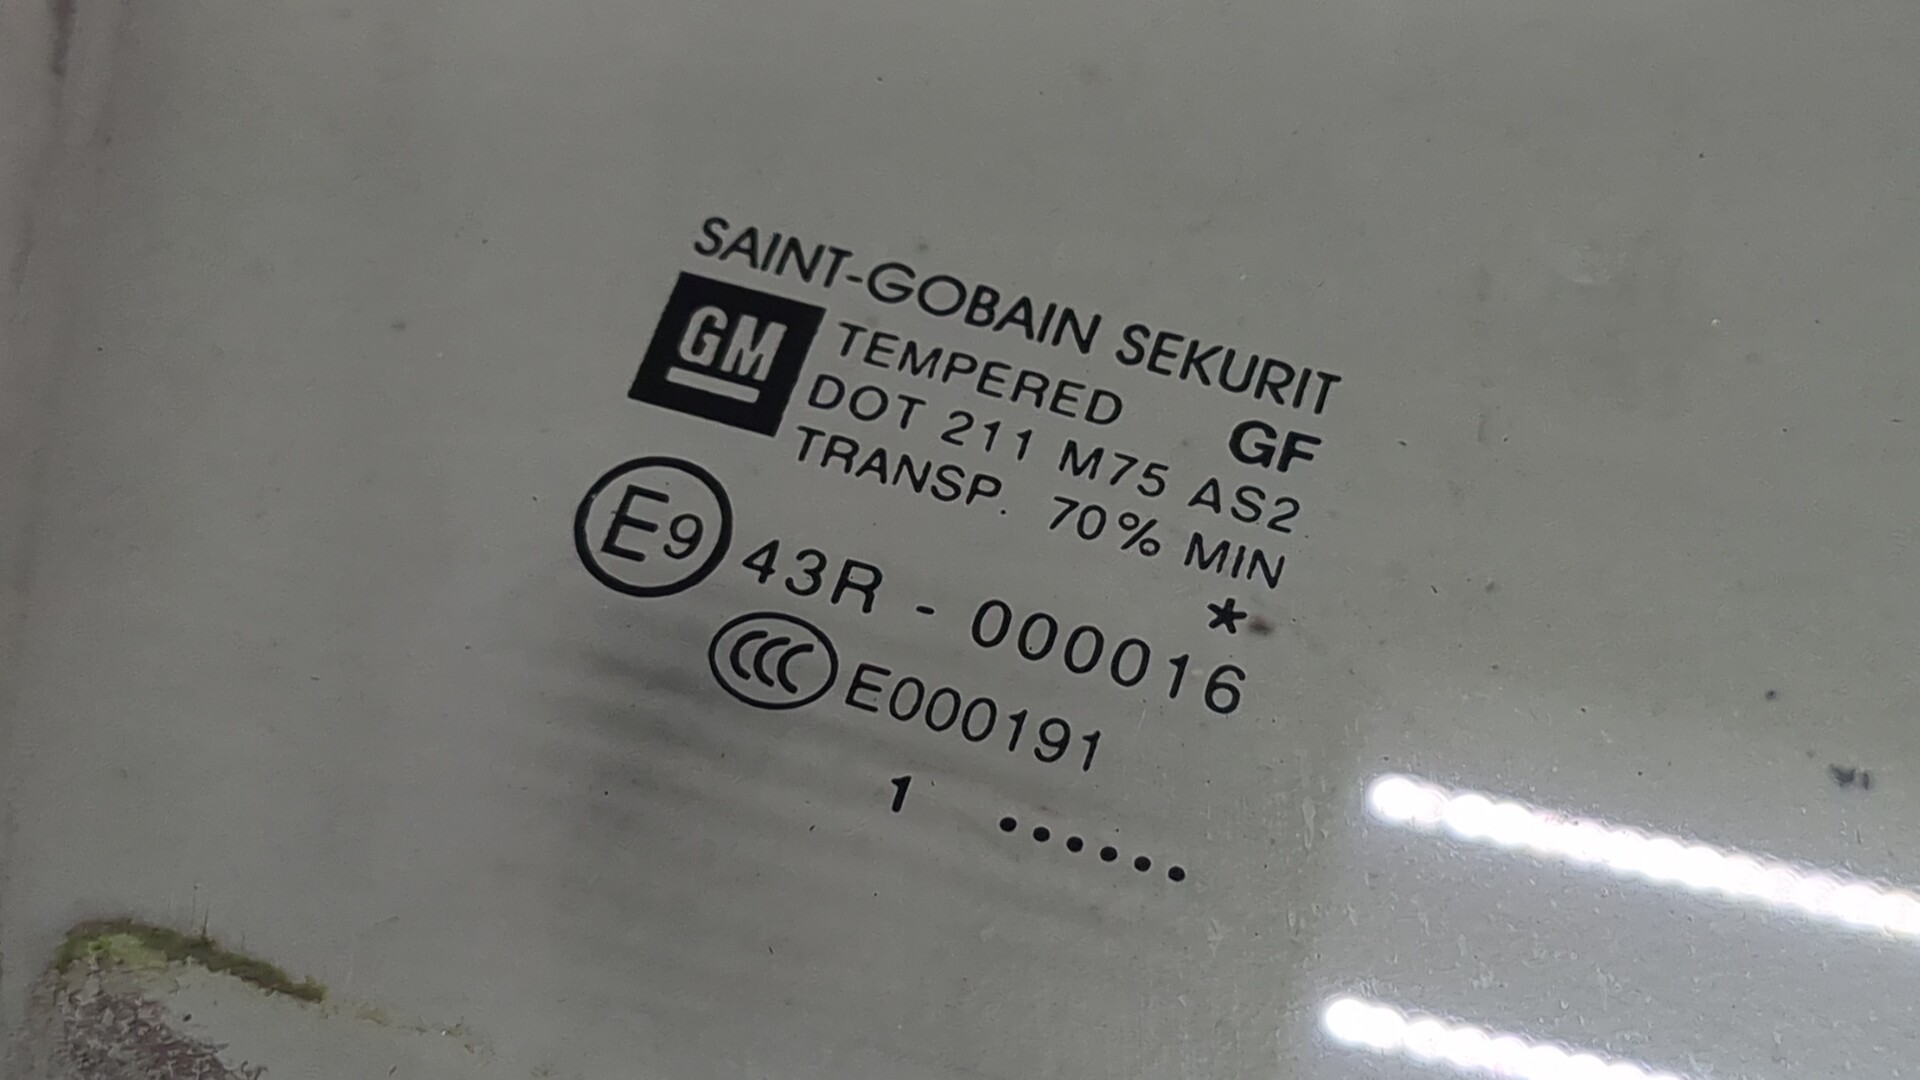 SAINT-GOBAIN SEKURIT
GM
TEMPERED GF
DOT 211 M75 AS2
TRANSP. 70% MIN
*
E9 43R - 000016
CCC E000191
1 ......